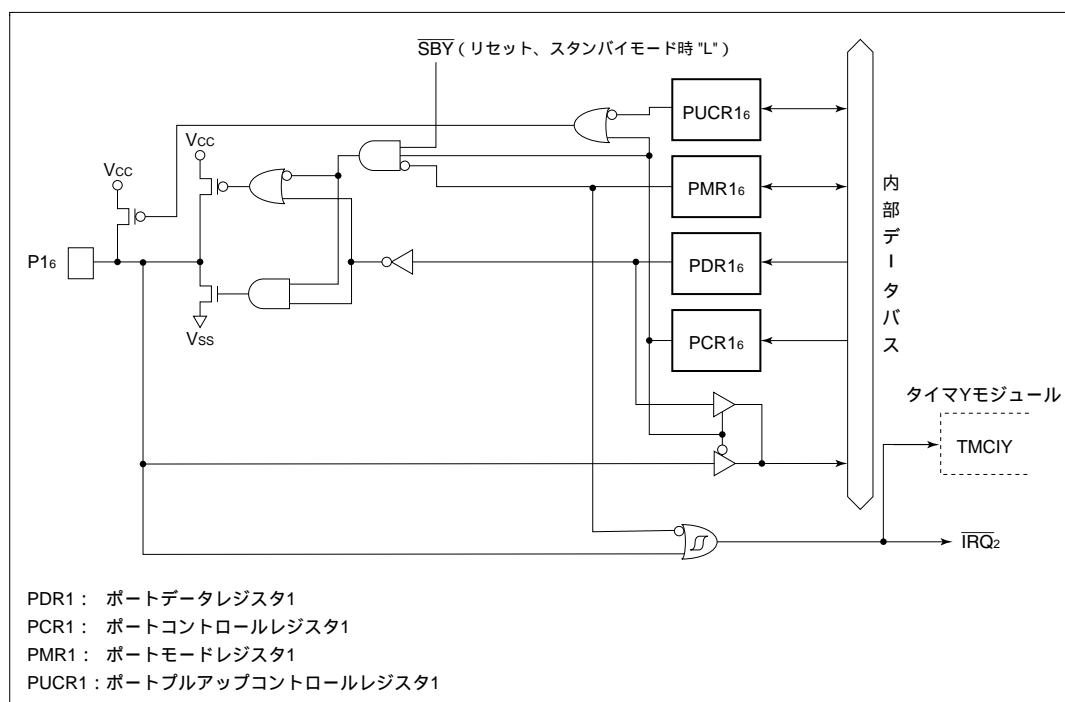 SBY(リセット、スタンバイモード時 "L")
PUCR16
VCC
VCC
PMR16
P16
PDR16
VSS
PCR16
内部データバス
タイマYモジュール
TMCIY
IRQ2
PDR1: ポートデータレジスタ1
PCR1: ポートコントロールレジスタ1
PMR1: ポートモードレジスタ1
PUCR1:ポートプルアップコントロールレジスタ1